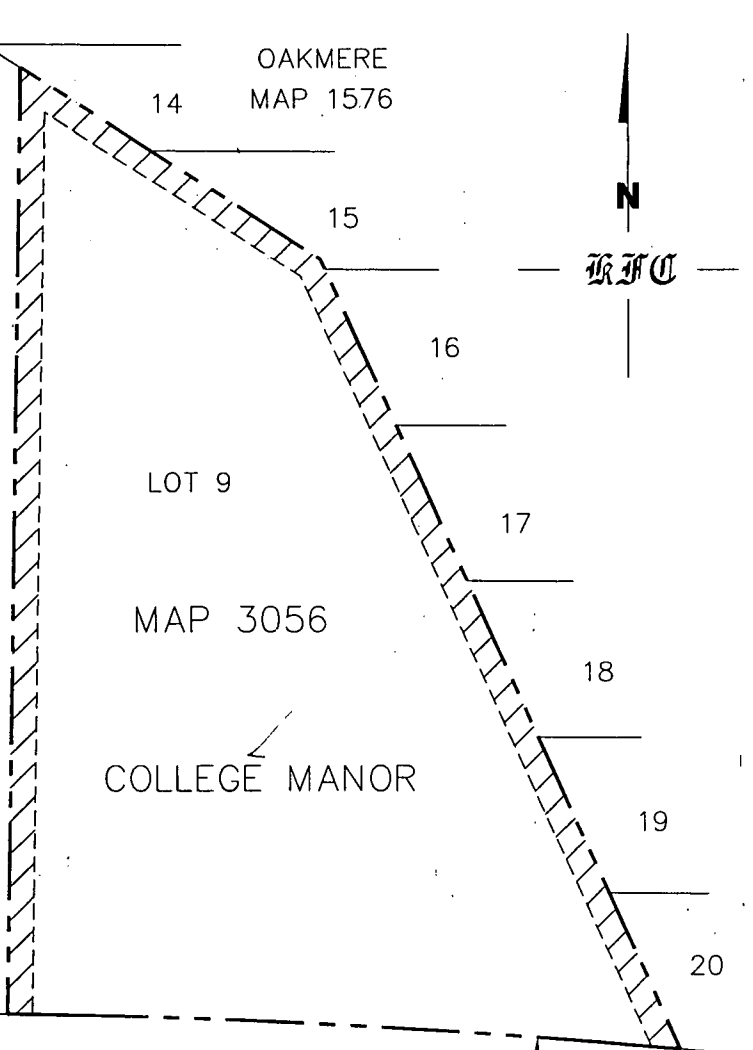 OAKMERE
MAP 1576
14
15
N
KFC
16
LOT 9
17
MAP 3056
18
COLLEGE MANOR
19
20